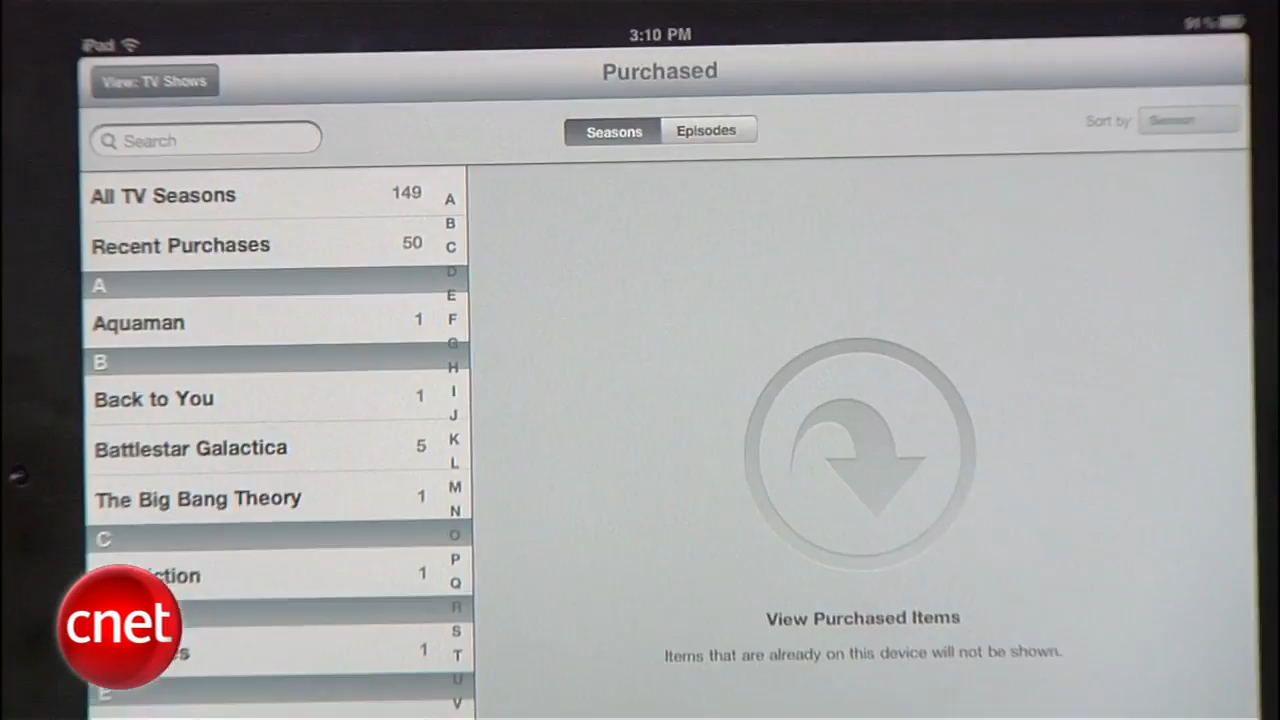 iPad
3:10 PM
View: TV Shows
Purchased
Search
Seasons
Episodes
Sort by
All TV Seasons 149
Recent Purchases 50
A
Aquaman 1
B
Back to You 1
Battlestar Galactica 5
The Big Bang Theory 1
C
1
1
E
A
B
C
D
E
F
G
H
I
J
K
L
M
N
O
P
Q
R
S
T
U
V
View Purchased Items
Items that are already on this device will not be shown.
cnet